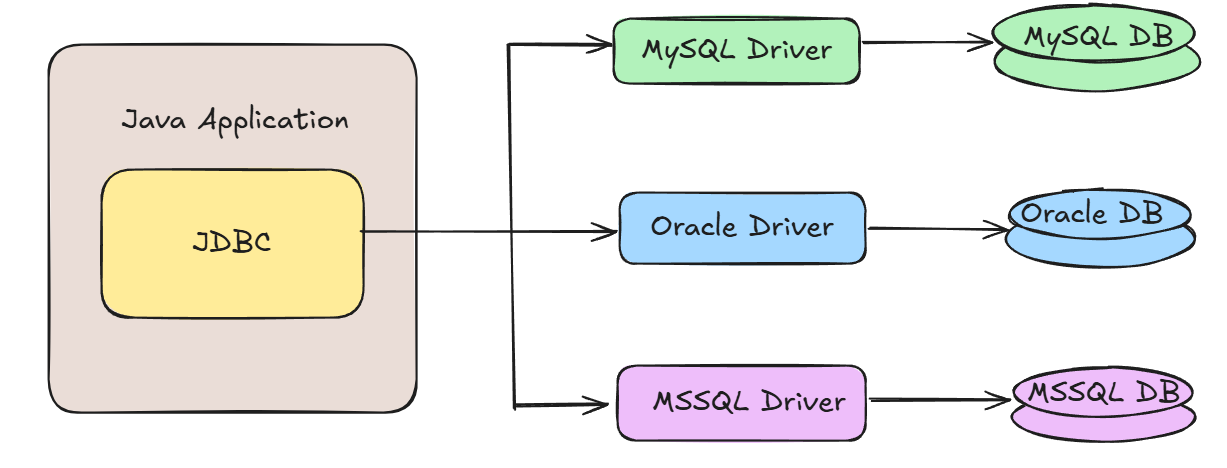 Java Application
JDBC
MySQL Driver
MySQL DB
Oracle Driver
Oracle DB
MSSQL Driver
MSSQL DB